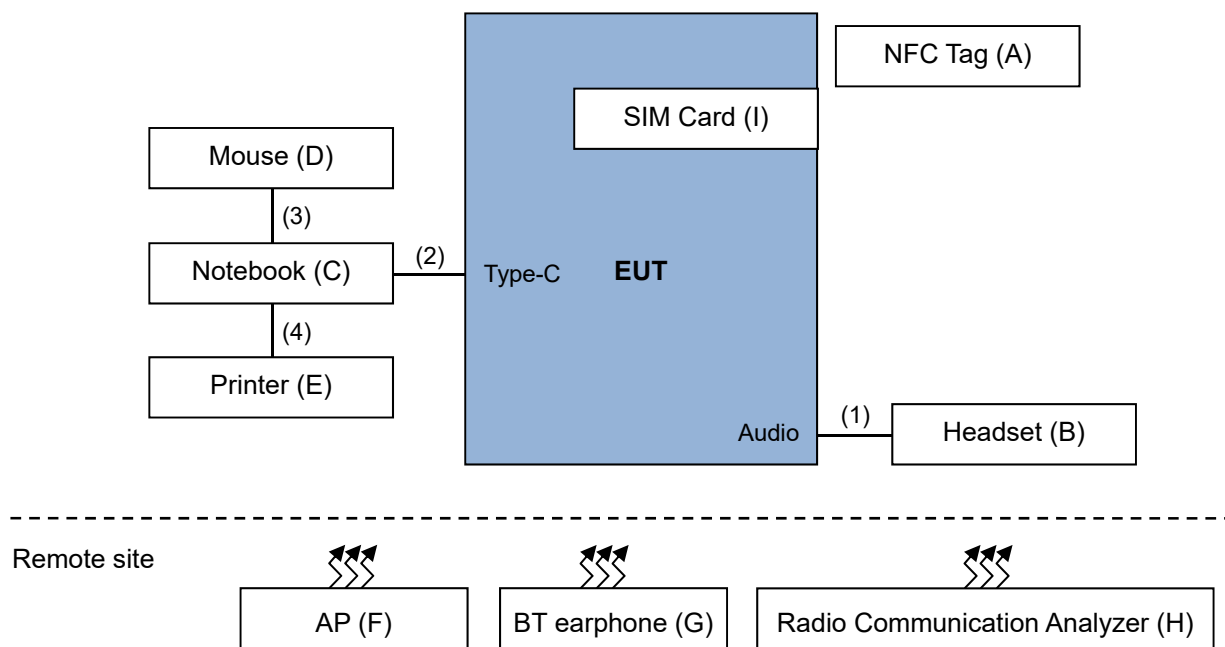 NFC Tag (A)
SIM Card (I)
Mouse (D)
(3)
Notebook (C)
(2)
Type-C
EUT
(4)
Printer (E)
Audio
(1)
Headset (B)
Remote site
AP (F)
BT earphone (G)
Radio Communication Analyzer (H)